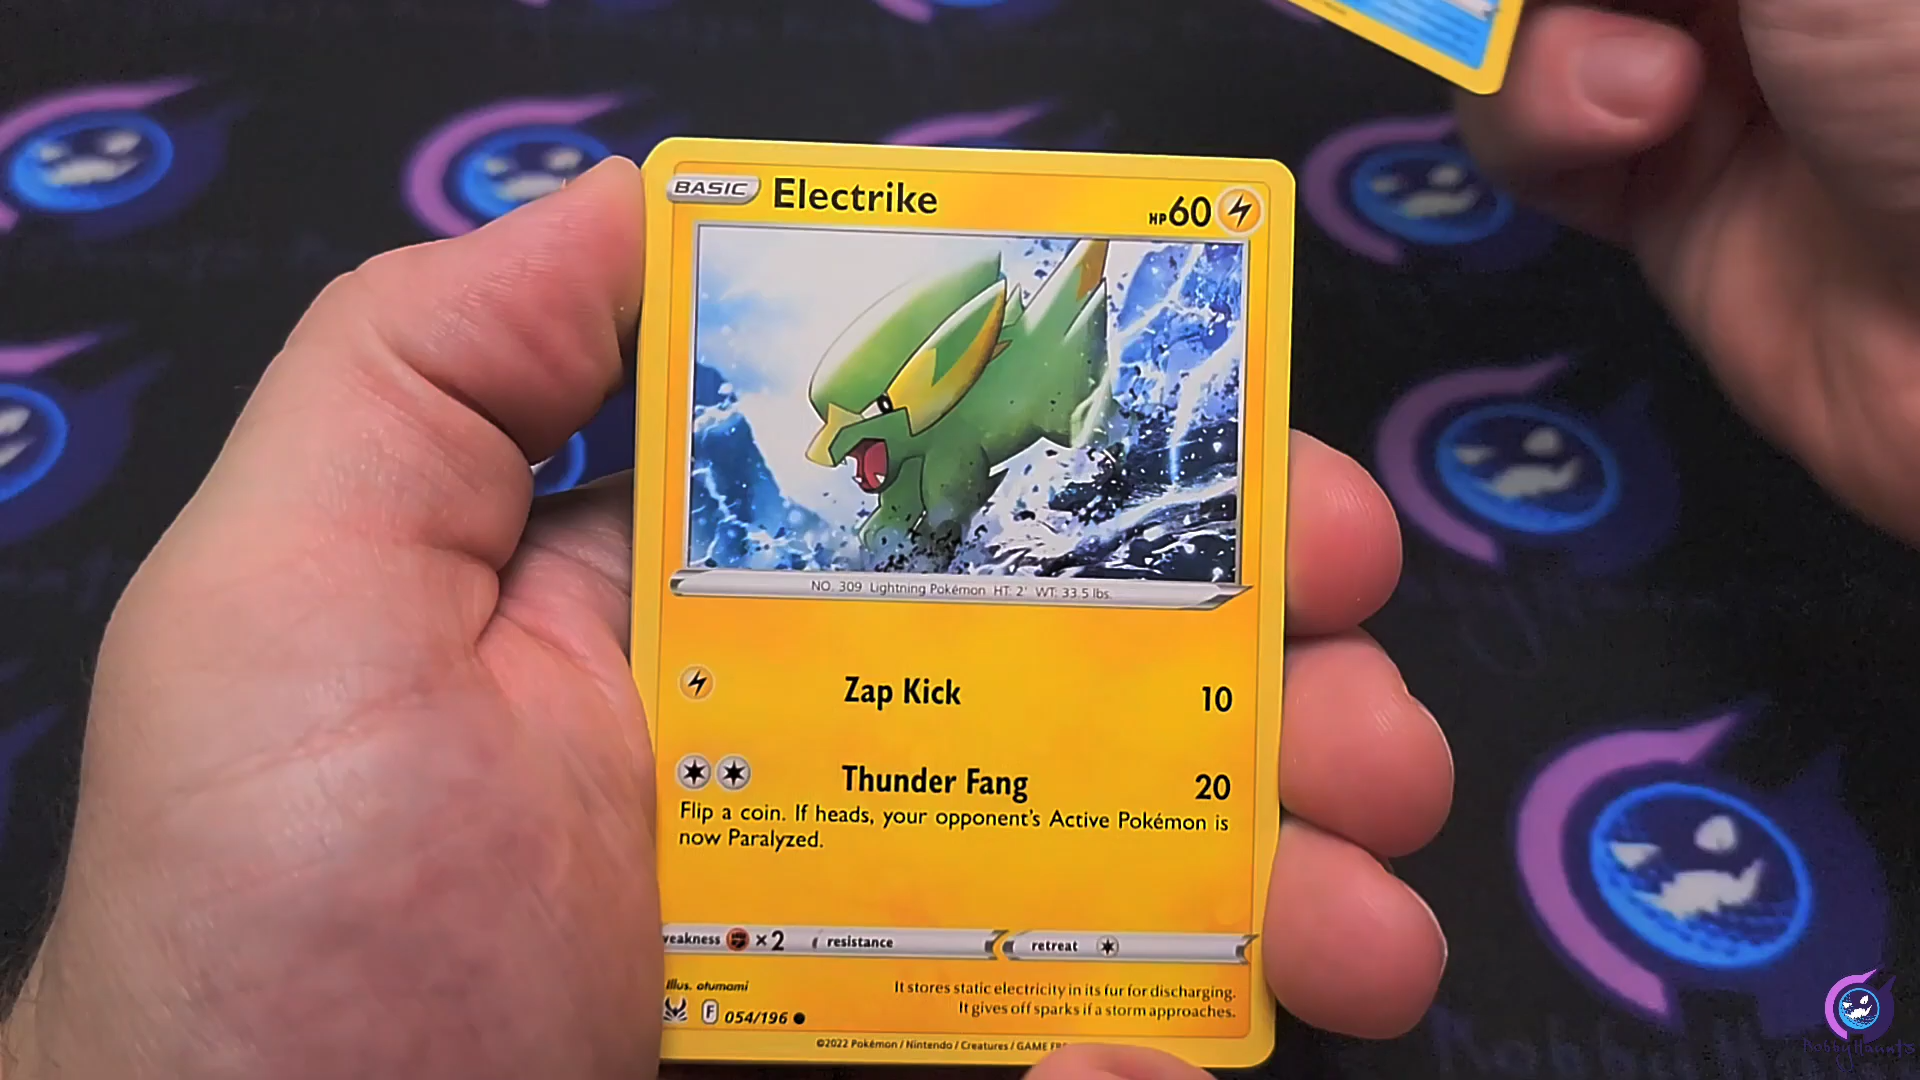 BASIC Electrike HP60
NO. 309 Lightning Pokémon HT: 2' WT: 33.5 lbs.
Zap Kick 10
Thunder Fang 20
Flip a coin. If heads, your opponent's Active Pokémon is
now Paralyzed.
weakness ×2 resistance retreat
Illus. otumami
It stores static electricity in its fur for discharging.
It gives off sparks if a storm approaches.
F 054/196
©2022 Pokémon / Nintendo / Creatures / GAME
BobbyHaunts